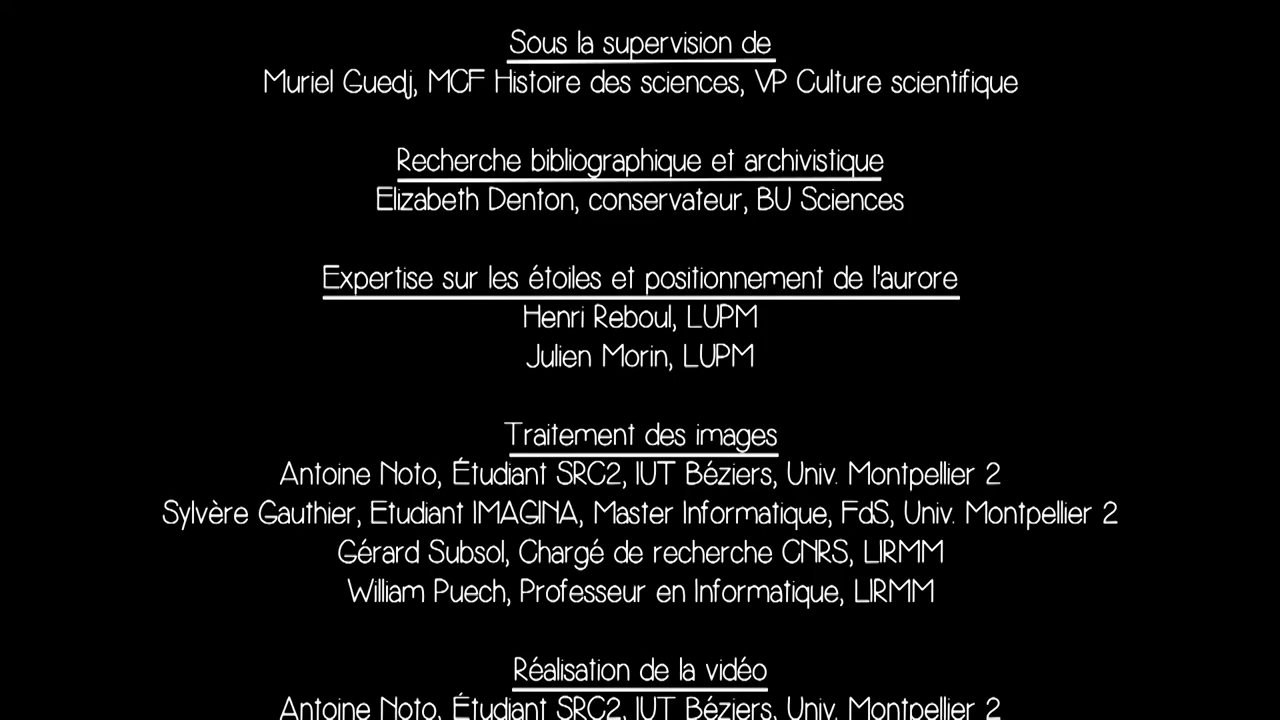 Sous la supervision de
Muriel Guedj, MCF Histoire des sciences, VP Culture scientifique
Recherche bibliographique et archivistique
Elizabeth Denton, conservateur, BU Sciences
Expertise sur les étoiles et positionnement de l'aurore
Henri Reboul, LUPM
Julien Morin, LUPM
Traitement des images
Antoine Noto, Étudiant SRC2, IUT Béziers, Univ. Montpellier 2
Sylvère Gauthier, Etudiant IMAGINA, Master Informatique, FdS, Univ. Montpellier 2
Gérard Subsol, Chargé de recherche CNRS, LIRMM
William Puech, Professeur en Informatique, LIRMM
Réalisation de la vidéo
Antoine Noto, Étudiant SRC2, IUT Béziers, Univ. Montpellier 2